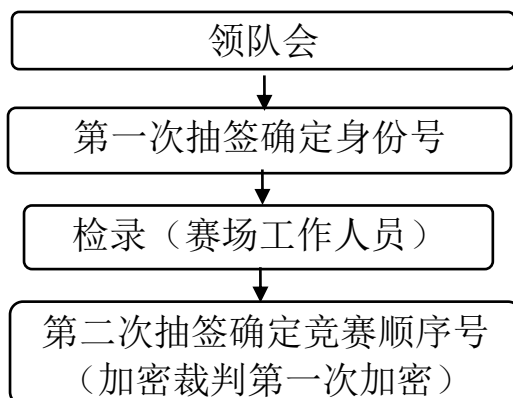 领队会
第一次抽签确定身份号
检录（赛场工作人员）
第二次抽签确定竞赛顺序号
（加密裁判第一次加密）